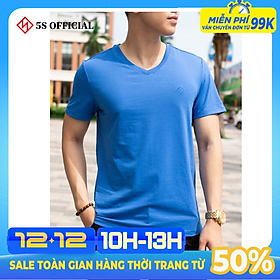 5S OFFICIAL
MIỄN PHÍ
VẬN CHUYỂN ĐƠN TỪ 99K
12.12
10H-13H
SALE TOÀN GIAN HÀNG THỜI TRANG TỪ 50%